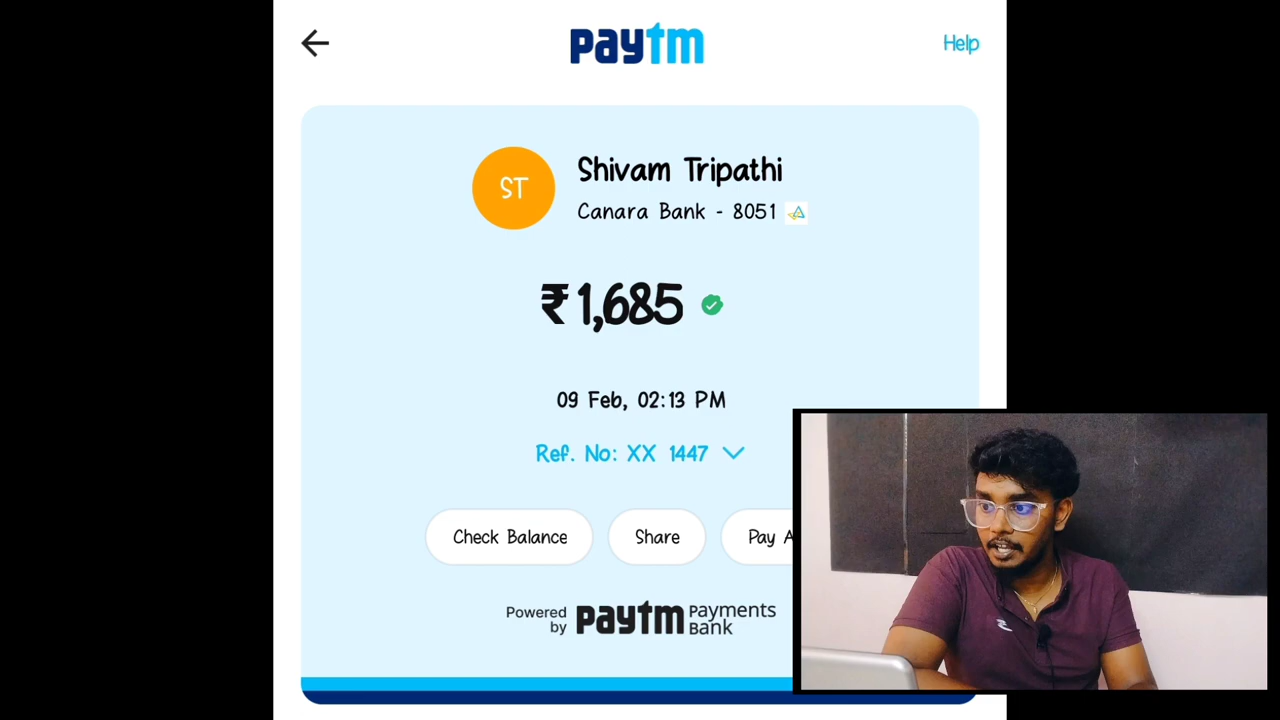 paytm
Help
ST
Shivam Tripathi
Canara Bank - 8051
₹1,685
09 Feb, 02:13 PM
Ref. No: XX 1447
Check Balance
Share
Pay A
Powered by
paytm Payments Bank